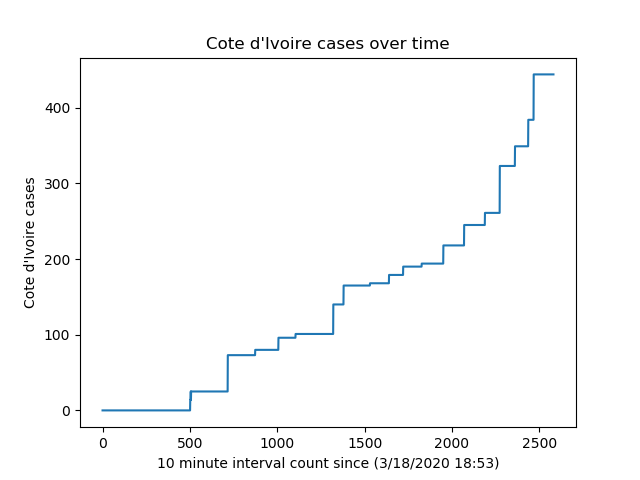 Cote d'Ivoire cases over time
Cote d'Ivoire cases
400
300
200
100
0
0 500 1000 1500 2000 2500
10 minute interval count since (3/18/2020 18:53)